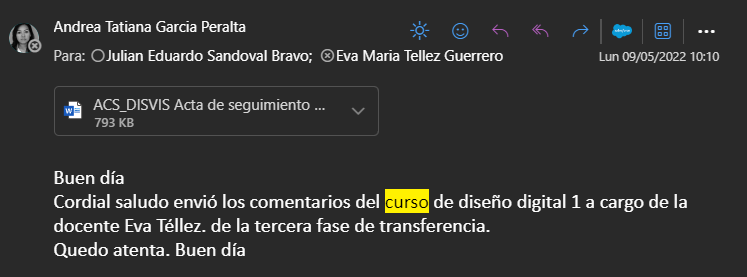 Andrea Tatiana Garcia Peralta
Para: Julian Eduardo Sandoval Bravo; Eva Maria Tellez Guerrero
Lun 09/05/2022 10:10
ACS_DISVIS Acta de seguimiento ...
793 KB
Buen día
Cordial saludo envió los comentarios del curso de diseño digital 1 a cargo de la
docente Eva Téllez. de la tercera fase de transferencia.
Quedo atenta. Buen día